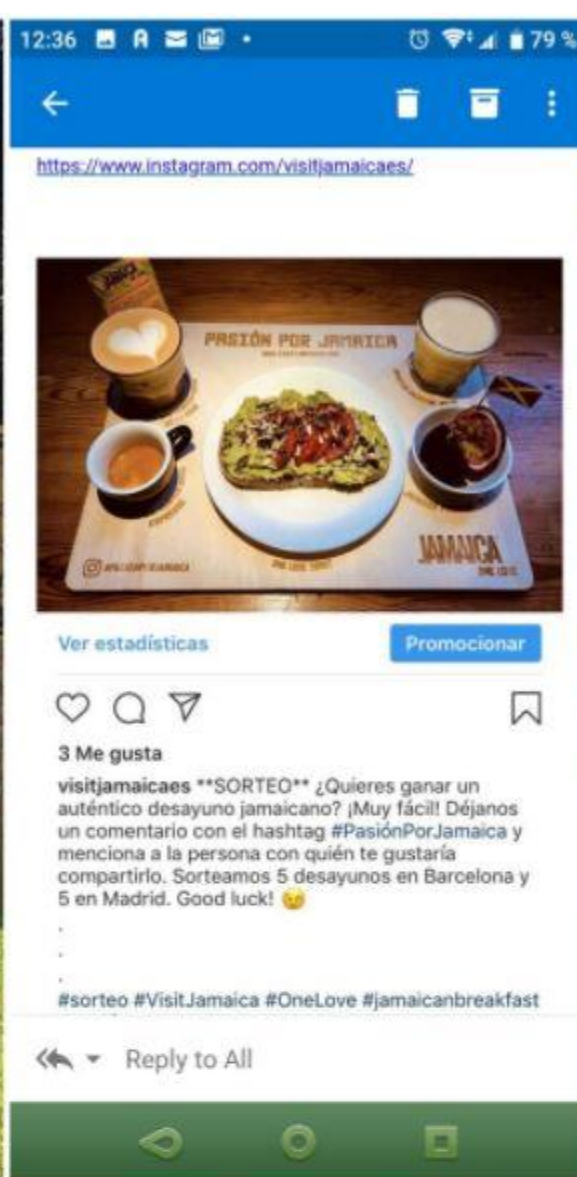 12:36
79 %
https://www.instagram.com/visitjamaicaes/
PASIÓN POR JAMAICA
JAMAICA
ONE LOVE
Ver estadísticas
Promocionar
3 Me gusta
visitjamaicaes **SORTEO** ¿Quieres ganar un
auténtico desayuno jamaicano? ¡Muy fácil! Déjanos
un comentario con el hashtag #PasiónPorJamaica y
menciona a la persona con quién te gustaría
compartirlo. Sorteamos 5 desayunos en Barcelona y
5 en Madrid. Good luck! 😉
.
.
.
#sorteo #VisitJamaica #OneLove #jamaicanbreakfast
Reply to All